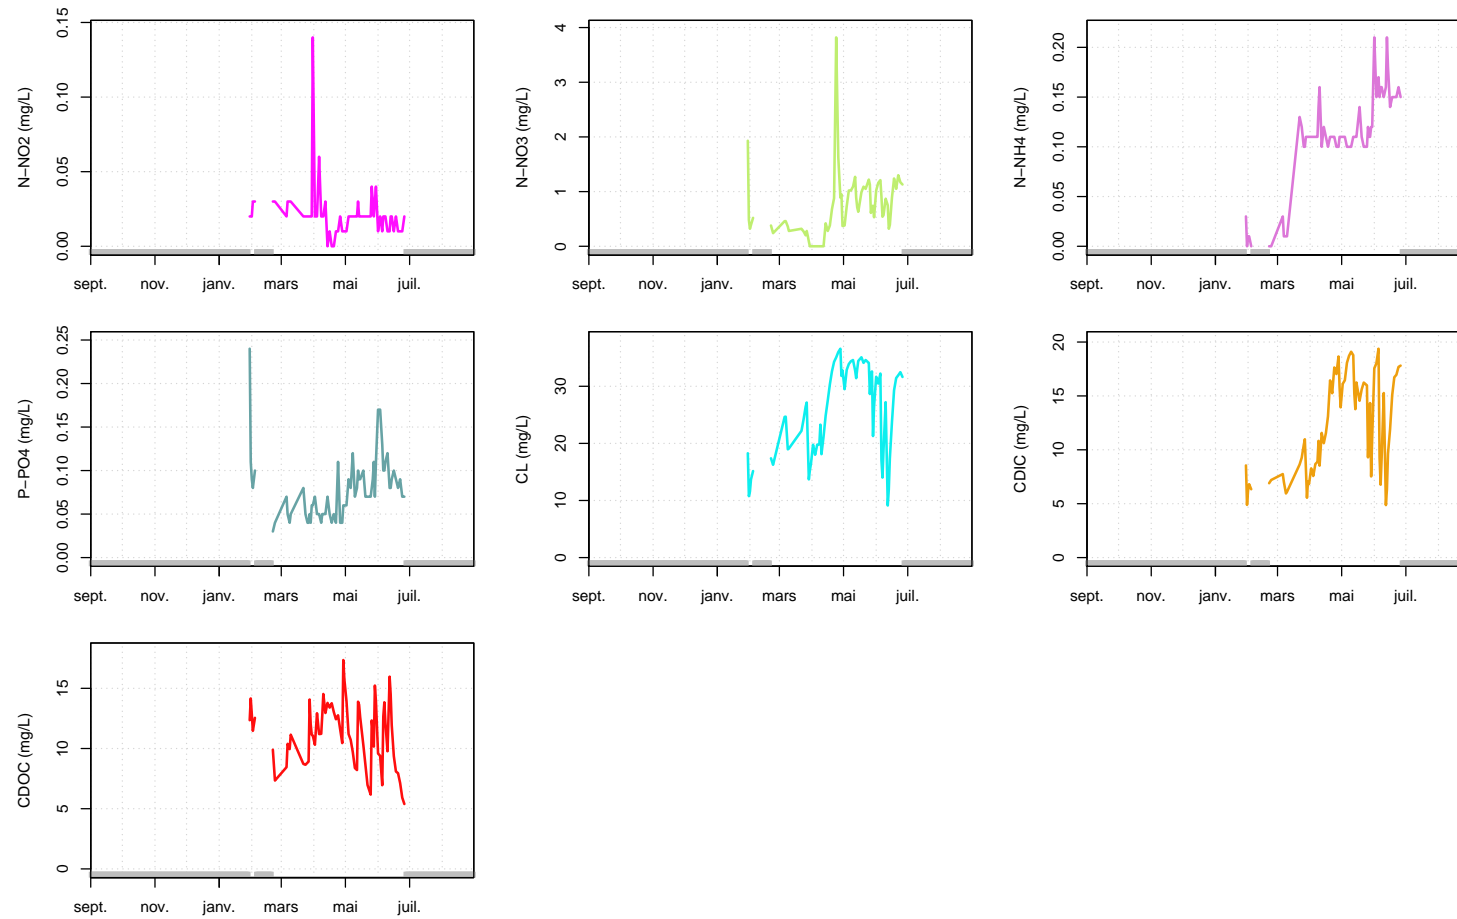 N−NO2 (mg/L)
0.00 0.05 0.10 0.15
sept. nov. janv. mars mai juil.
N−NO3 (mg/L)
0 1 2 3 4
sept. nov. janv. mars mai juil.
N−NH4 (mg/L)
0.00 0.05 0.10 0.15 0.20
sept. nov. janv. mars mai juil.
P−PO4 (mg/L)
0.00 0.05 0.10 0.15 0.20 0.25
sept. nov. janv. mars mai juil.
CL (mg/L)
0 10 20 30
sept. nov. janv. mars mai juil.
CDIC (mg/L)
0 5 10 15 20
sept. nov. janv. mars mai juil.
CDOC (mg/L)
0 5 10 15
sept. nov. janv. mars mai juil.